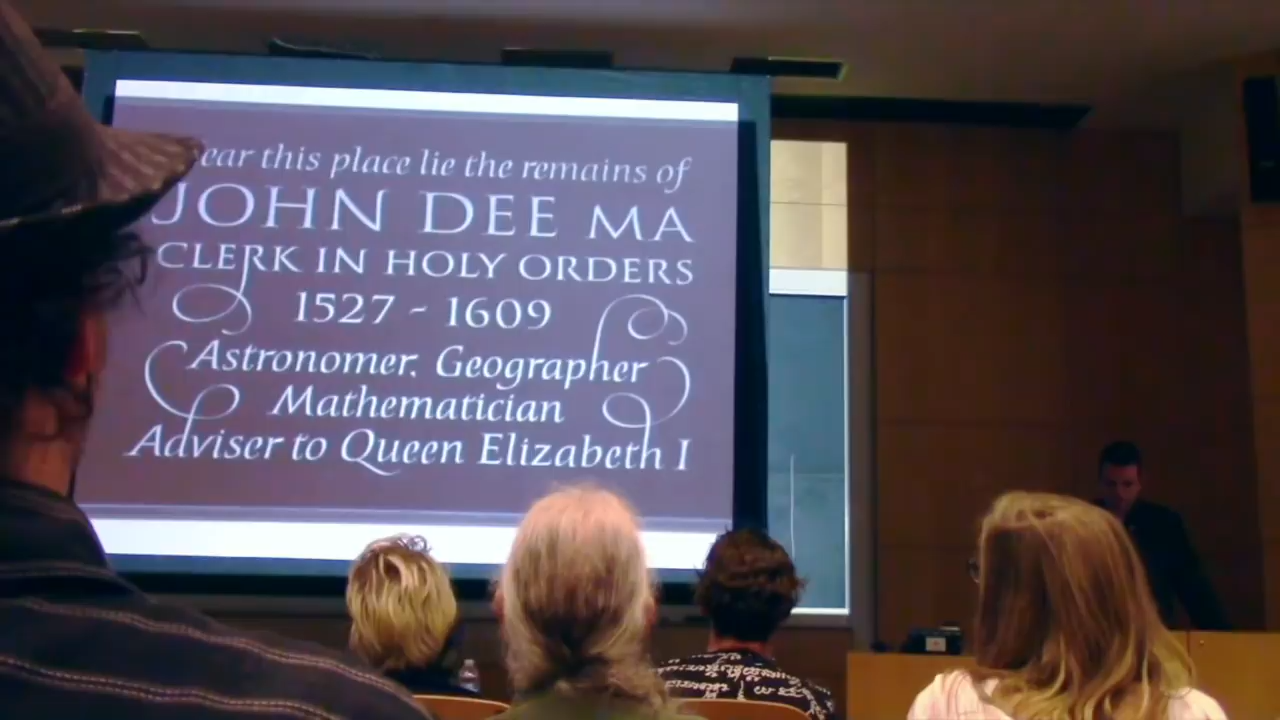 ear this place lie the remains of
JOHN DEE MA
CLERK IN HOLY ORDERS
1527 - 1609
Astronomer. Geographer
Mathematician
Adviser to Queen Elizabeth I